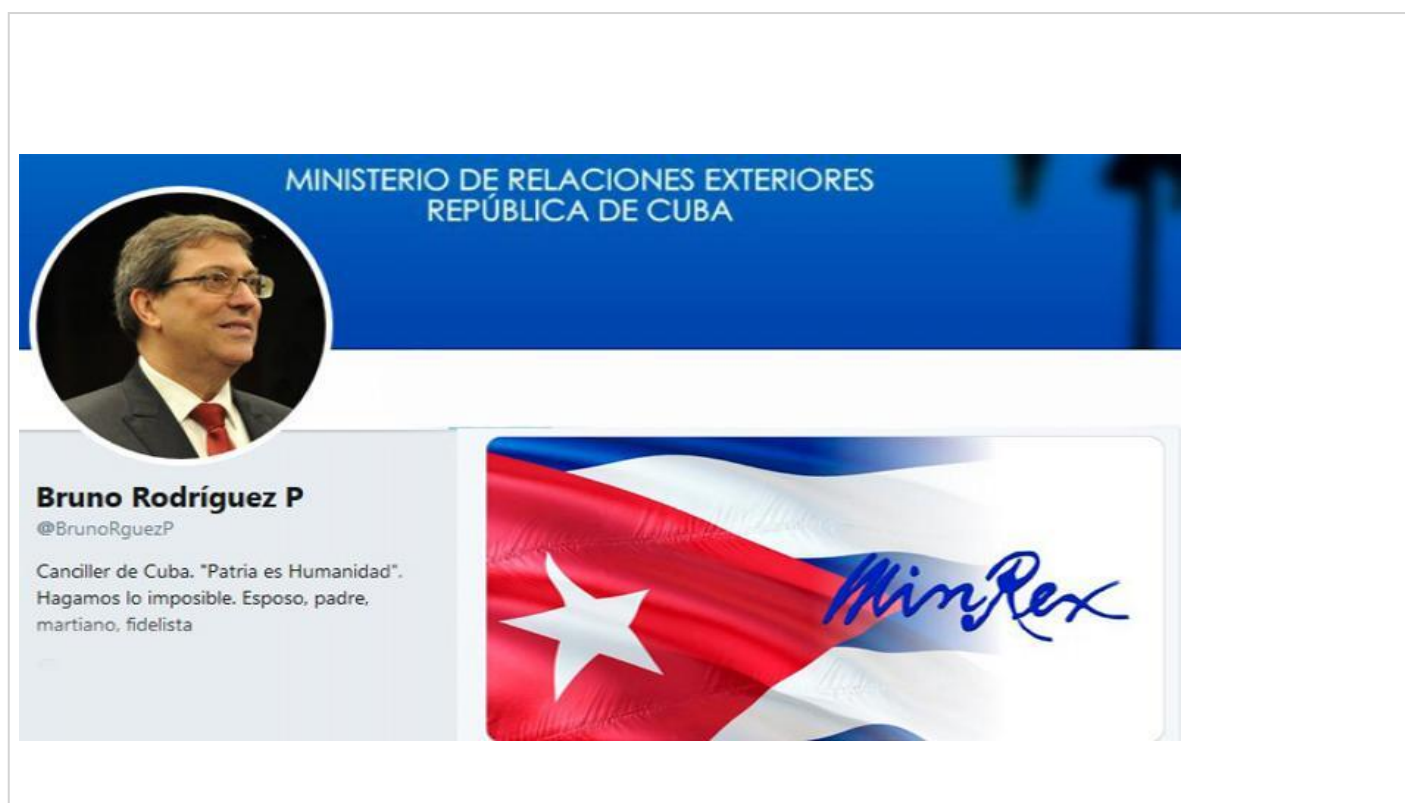 MINISTERIO DE RELACIONES EXTERIORES
REPÚBLICA DE CUBA
Bruno Rodríguez P
@BrunoRguezP
Canciller de Cuba. "Patria es Humanidad".
Hagamos lo imposible. Esposo, padre,
martiano, fidelista
MinRex